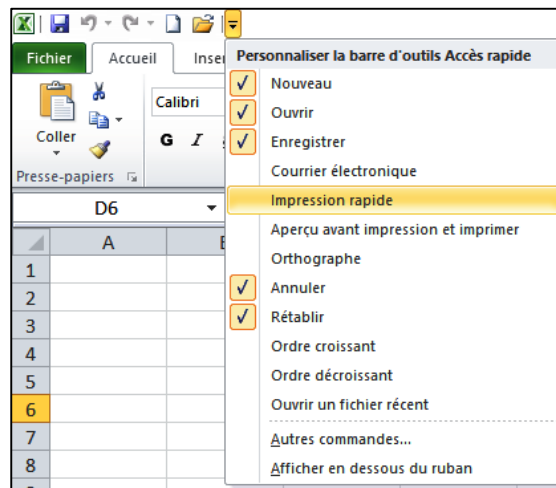 Fichier Accueil Inser
Personnaliser la barre d'outils Accès rapide
Nouveau
Ouvrir
Enregistrer
Courrier électronique
Impression rapide
Aperçu avant impression et imprimer
Orthographe
Annuler
Rétablir
Ordre croissant
Ordre décroissant
Ouvrir un fichier récent
Autres commandes...
Afficher en dessous du ruban
Coller
Calibri
G I
Presse-papiers
D6
A
1
2
3
4
5
6
7
8